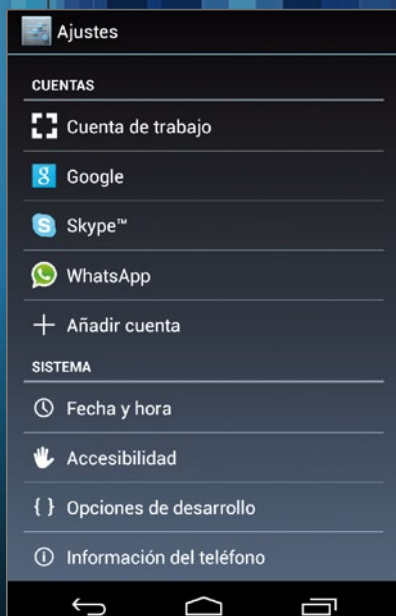 Ajustes
CUENTAS
Cuenta de trabajo
Google
Skype™
WhatsApp
Añadir cuenta
SISTEMA
Fecha y hora
Accesibilidad
{ } Opciones de desarrollo
Información del teléfono